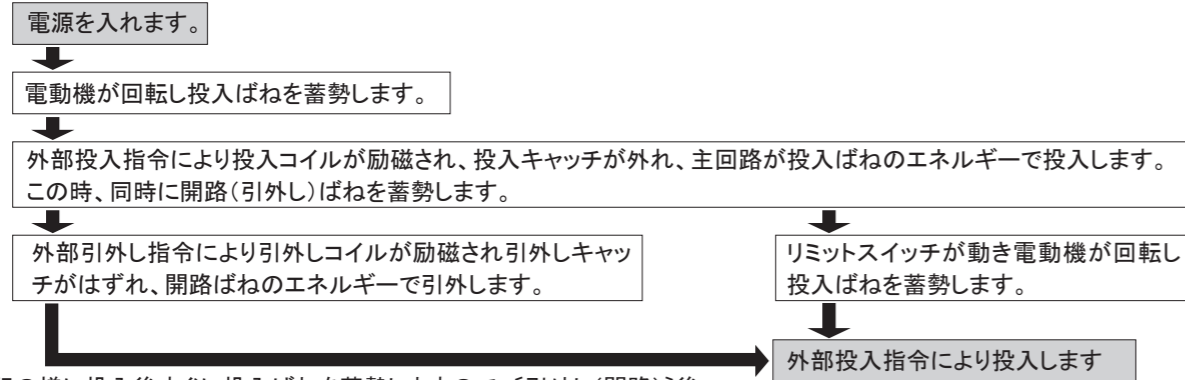 電源を入れます。
電動機が回転し投入ばねを蓄勢します。
外部投入指令により投入コイルが励磁され、投入キャッチが外れ、主回路が投入ばねのエネルギーで投入します。
この時、同時に開路(引外し)ばねを蓄勢します。
外部引外し指令により引外しコイルが励磁され引外しキャッ
チがはずれ、開路ばねのエネルギーで引外します。
リミットスイッチが動き電動機が回転し
投入ばねを蓄勢します。
外部投入指令により投入します